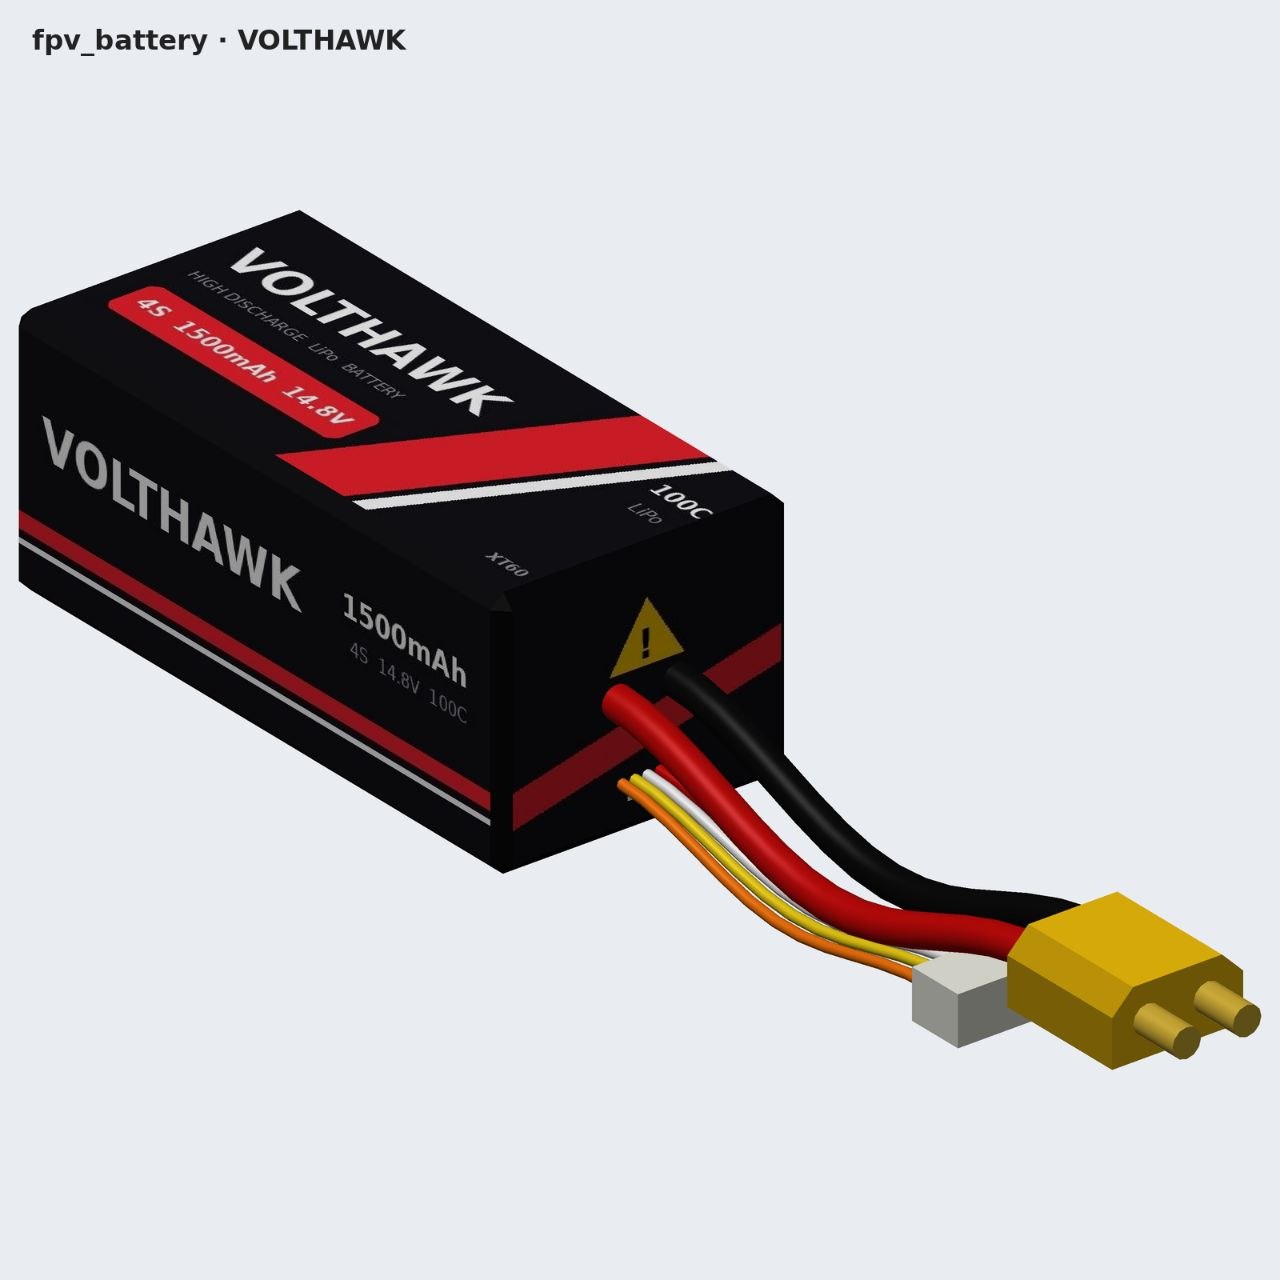 fpv_battery · VOLTHAWK
VOLTHAWK
HIGH DISCHARGE LiPo BATTERY
4S 1500mAh 14.8V
100C
LiPo
XT60
VOLTHAWK
1500mAh
4S 14.8V 100C
!